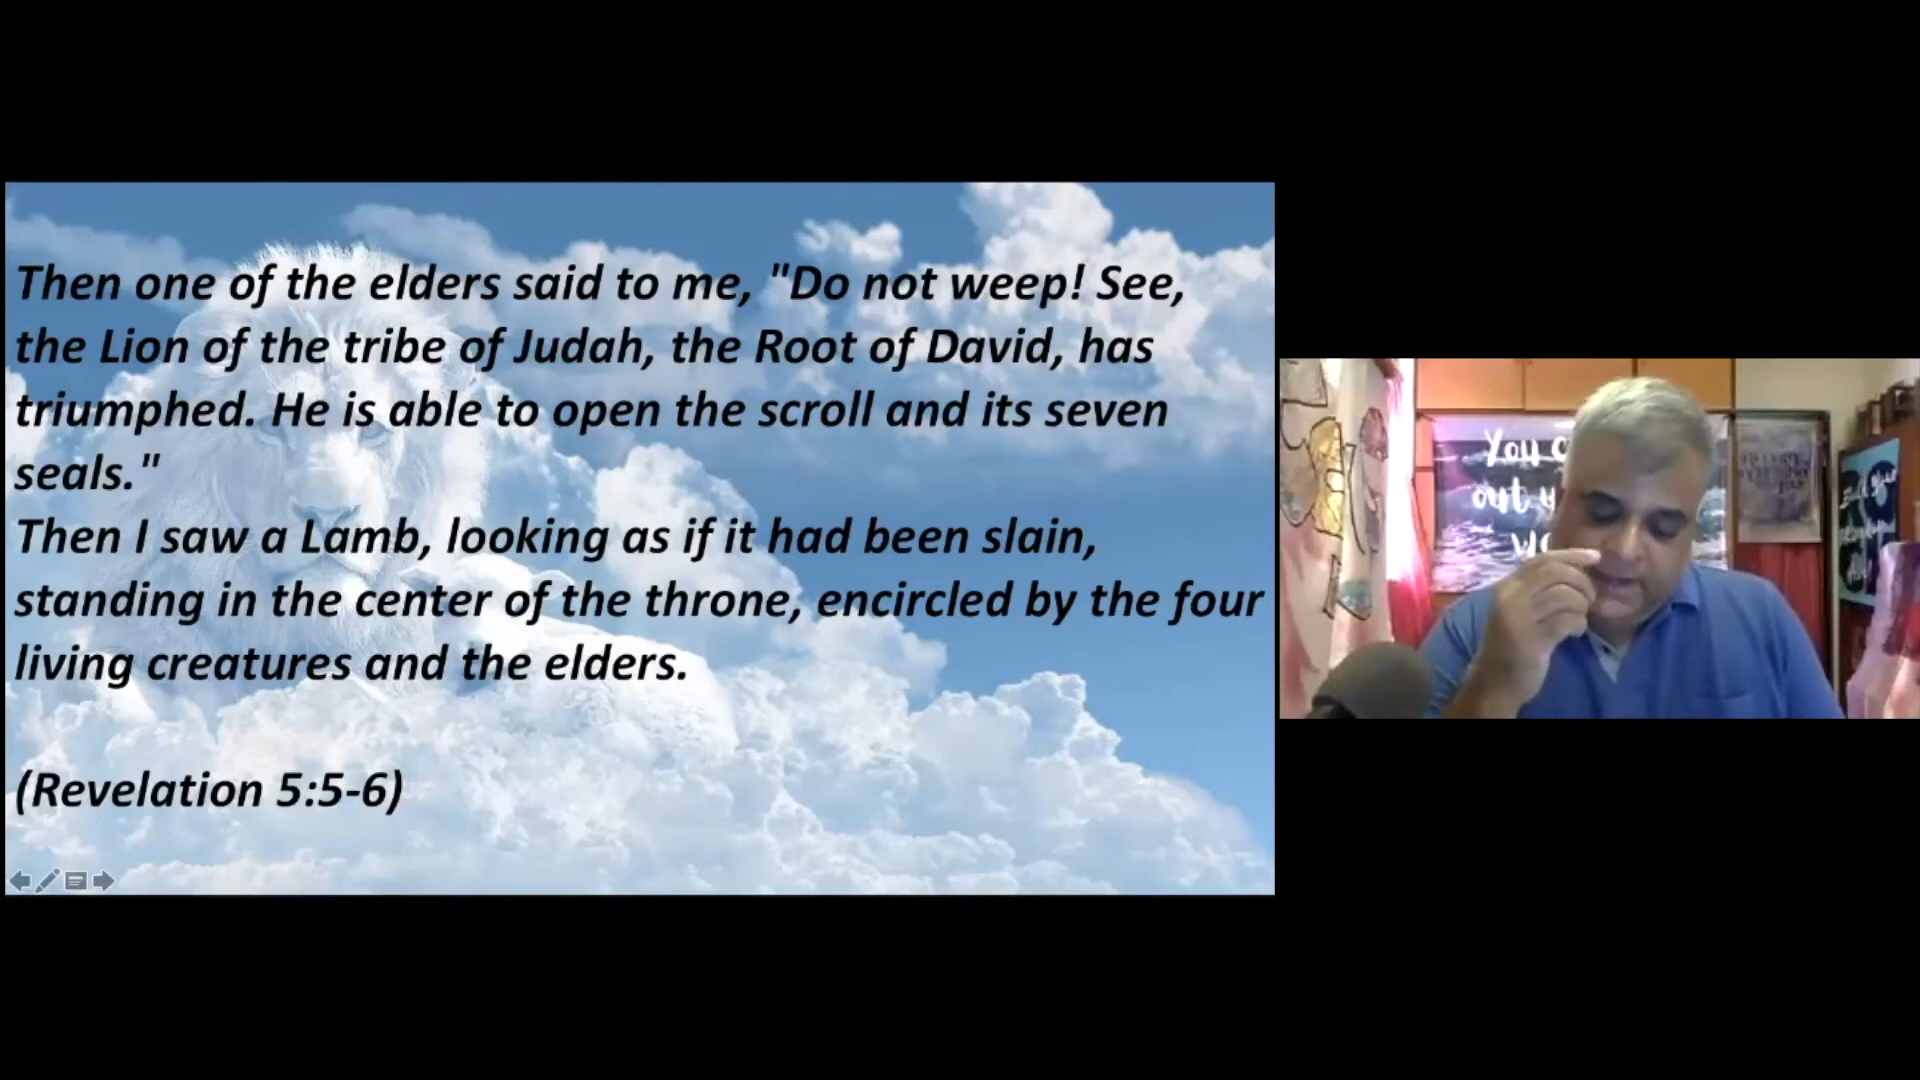 Then one of the elders said to me, "Do not weep! See,
the Lion of the tribe of Judah, the Root of David, has
triumphed. He is able to open the scroll and its seven
seals."
Then I saw a Lamb, looking as if it had been slain,
standing in the center of the throne, encircled by the four
living creatures and the elders.
(Revelation 5:5-6)
You
out